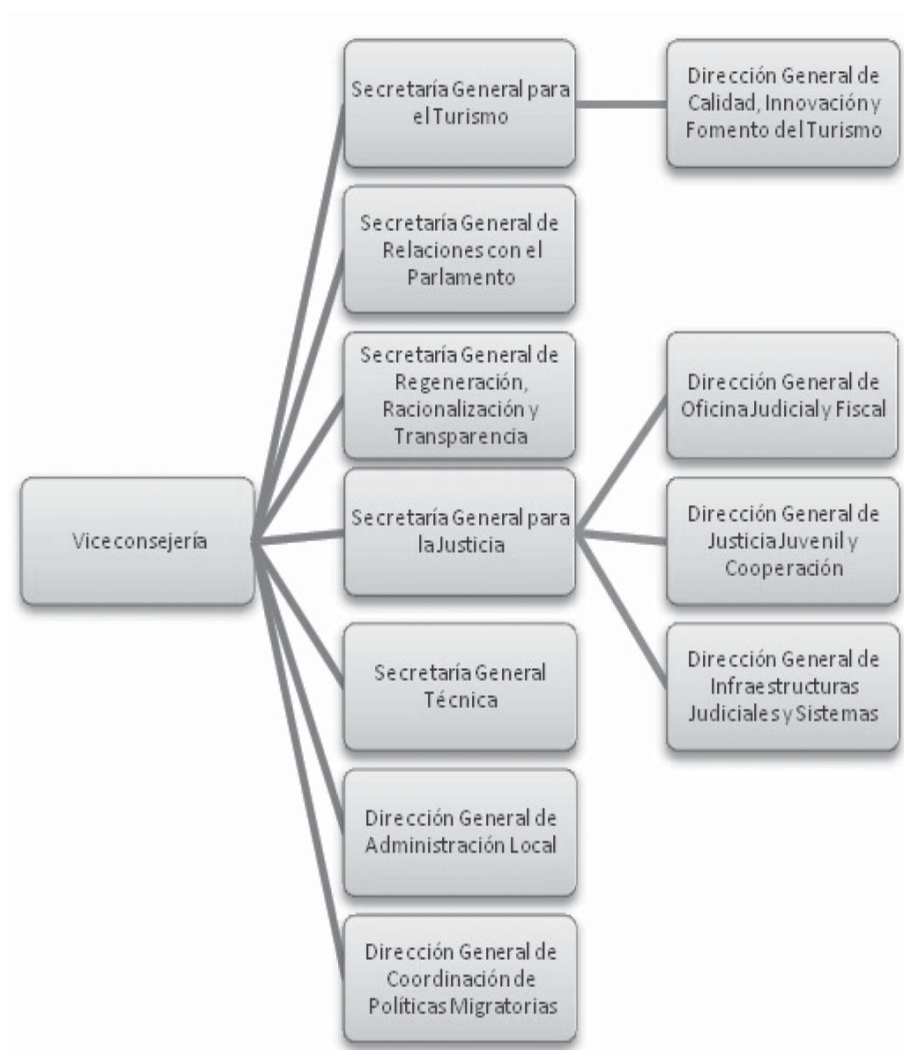 Viceconsejería
Secretaría General para
el Turismo
Dirección General de
Calidad, Innovación y
Fomento del Turismo
Secretaría General de
Relaciones con el
Parlamento
Secretaría General de
Regeneración,
Racionalización y
Transparencia
Secretaría General para
la Justicia
Dirección General de
Oficina Judicial y Fiscal
Dirección General de
Justicia Juvenil y
Cooperación
Dirección General de
Infraestructuras
Judiciales y Sistemas
Secretaría General
Técnica
Dirección General de
Administración Local
Dirección General de
Coordinación de
Políticas Migratorias